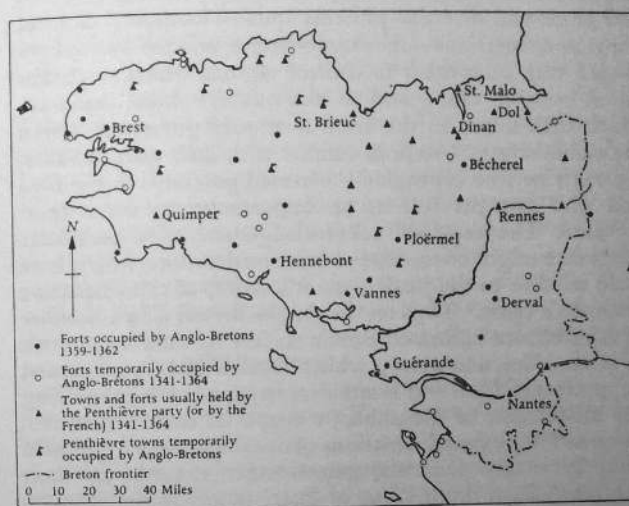 St. Malo
Dol
Brest
St. Brieuc
Dinan
Bécherel
Quimper
Rennes
N
Ploërmel
Hennebont
Vannes
Derval
Guérande
Nantes
Forts occupied by Anglo-Bretons
1359-1362
Forts temporarily occupied by
Anglo-Bretons 1341-1364
Towns and forts usually held by
the Penthièvre party (or by the
French) 1341-1364
Penthièvre towns temporarily
occupied by Anglo-Bretons
Breton frontier
0 10 20 30 40 Miles